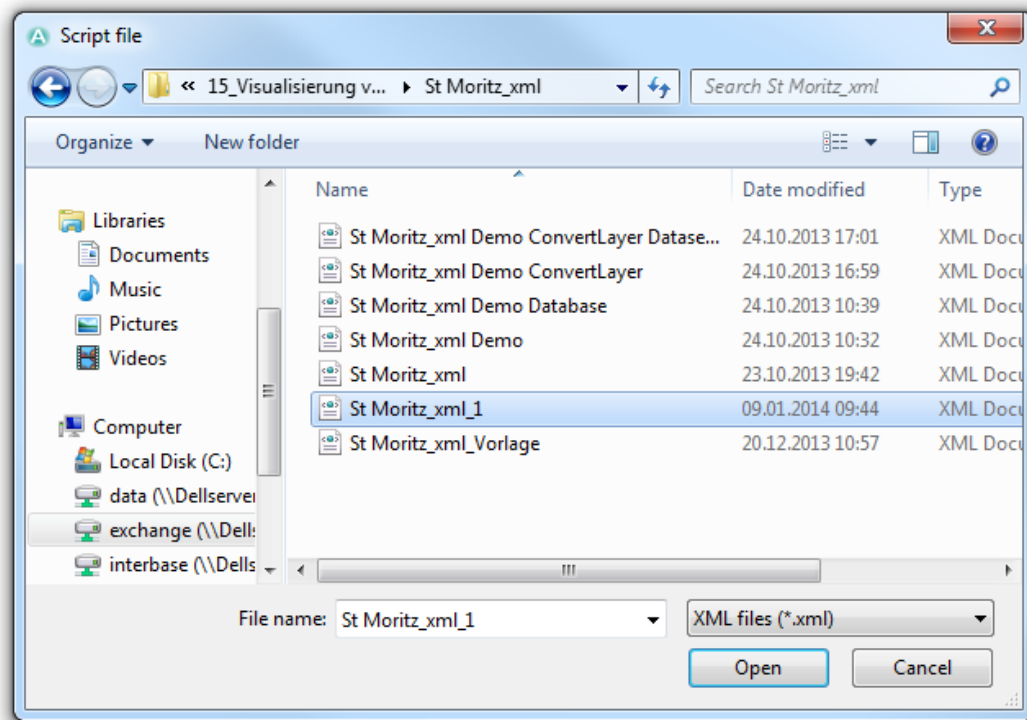 Script file
« 15_Visualisierung v... St Moritz_xml
Search St Moritz_xml
Organize New folder
Name Date modified Type
Libraries
Documents
Music
Pictures
Videos
Computer
Local Disk (C:)
data (\\Dellserver
exchange (\\Dells
interbase (\\Dells
St Moritz_xml Demo ConvertLayer Datase... 24.10.2013 17:01 XML Docu
St Moritz_xml Demo ConvertLayer 24.10.2013 16:59 XML Docu
St Moritz_xml Demo Database 24.10.2013 10:39 XML Docu
St Moritz_xml Demo 24.10.2013 10:32 XML Docu
St Moritz_xml 23.10.2013 19:42 XML Docu
St Moritz_xml_1 09.01.2014 09:44 XML Docu
St Moritz_xml_Vorlage 20.12.2013 10:57 XML Docu
File name: St Moritz_xml_1 XML files (*.xml)
Open Cancel